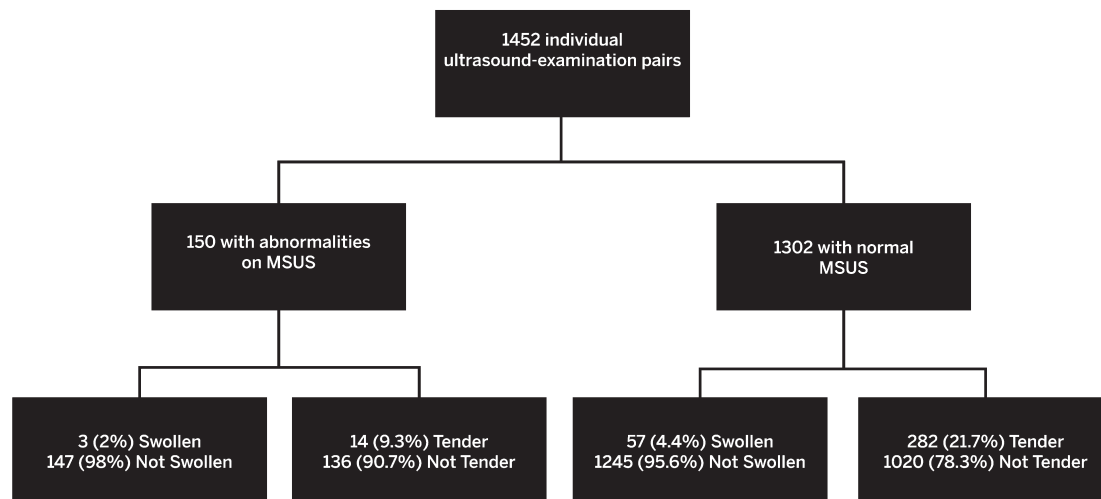 1452 individual
ultrasound-examination pairs
150 with abnormalities
on MSUS
1302 with normal
MSUS
3 (2%) Swollen
147 (98%) Not Swollen
14 (9.3%) Tender
136 (90.7%) Not Tender
57 (4.4%) Swollen
1245 (95.6%) Not Swollen
282 (21.7%) Tender
1020 (78.3%) Not Tender